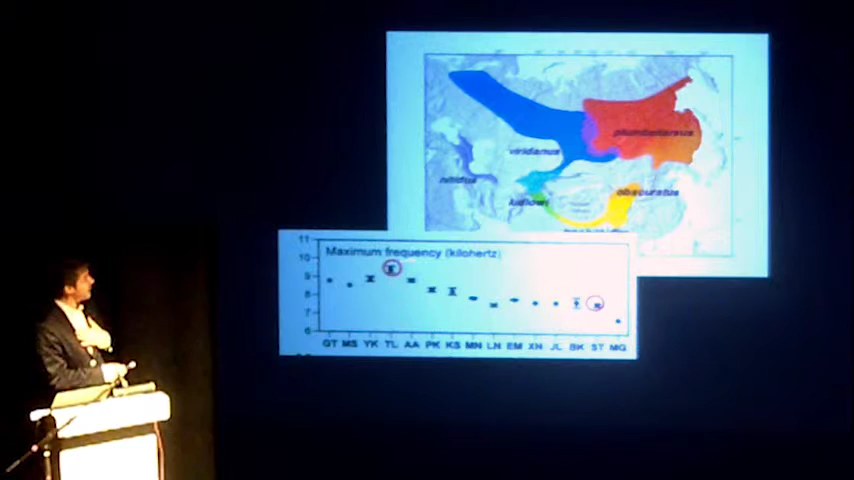 plumbeitarsus
viridanus
nitidus
obscuratus
ludlowi
Maximum frequency (kilohertz)
11
10
9
8
7
6
GT MS YK TL AA PK KS MN LN EM XN JL BK ST MG